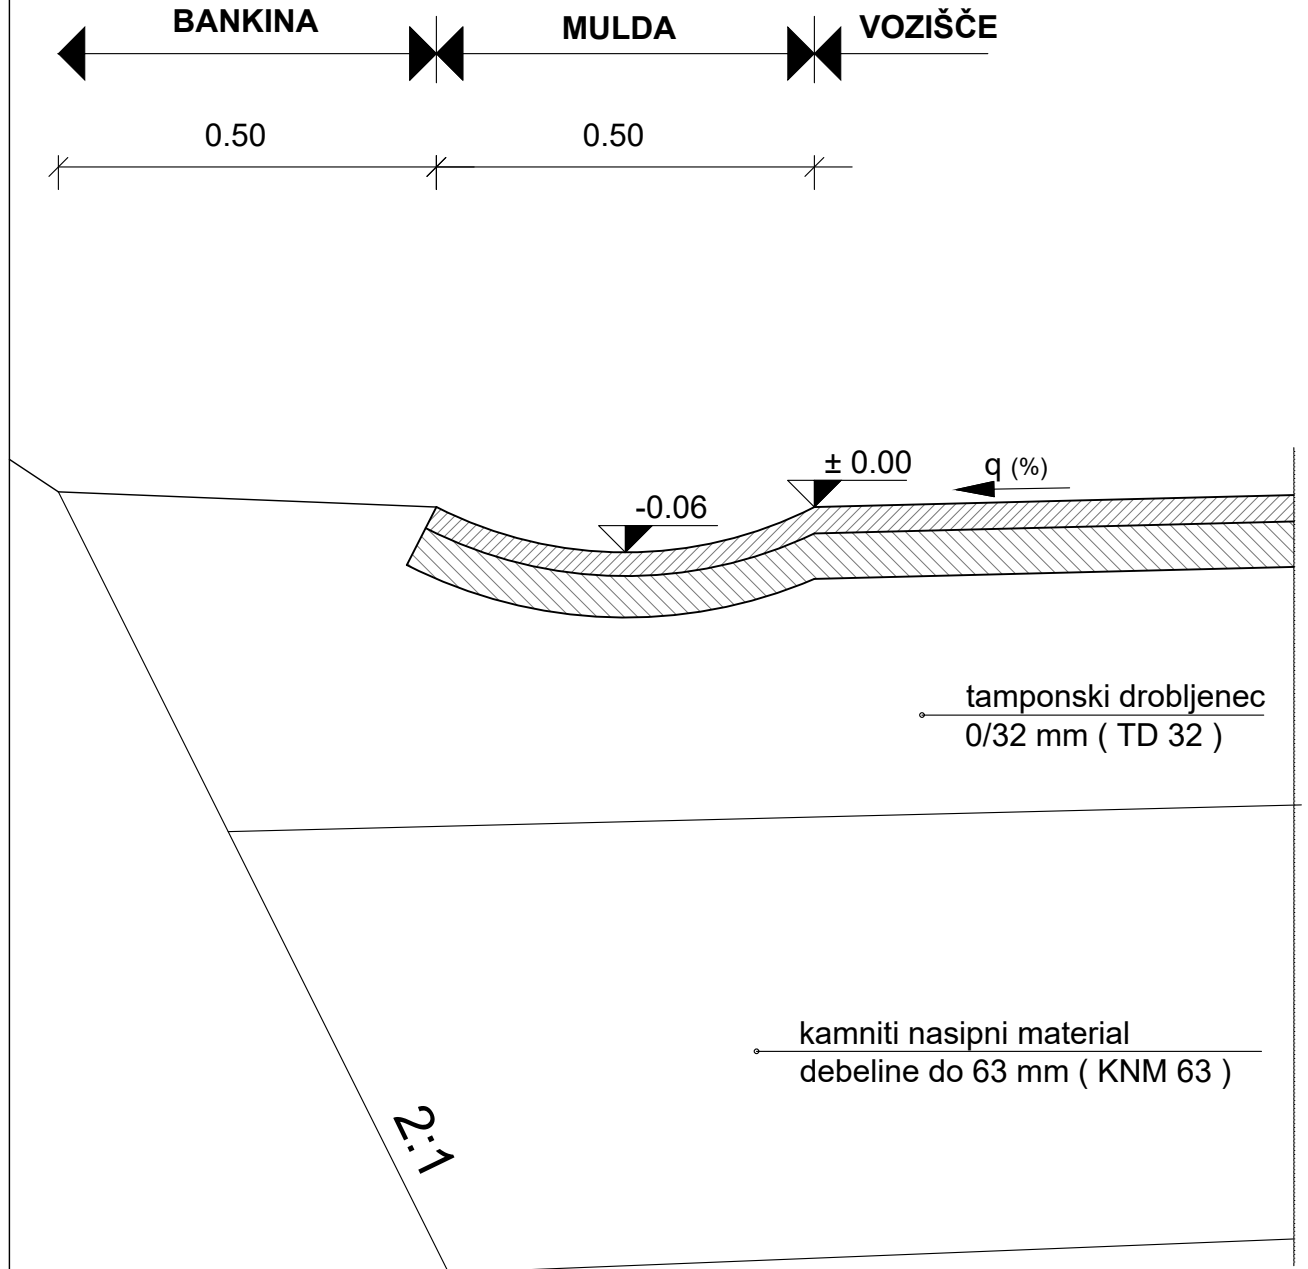 BANKINA
MULDA
VOZIŠČE
0.50
0.50
± 0.00
q (%)
-0.06
tamponski drobljenec
0/32 mm ( TD 32 )
kamniti nasipni material
debeline do 63 mm ( KNM 63 )
2:1